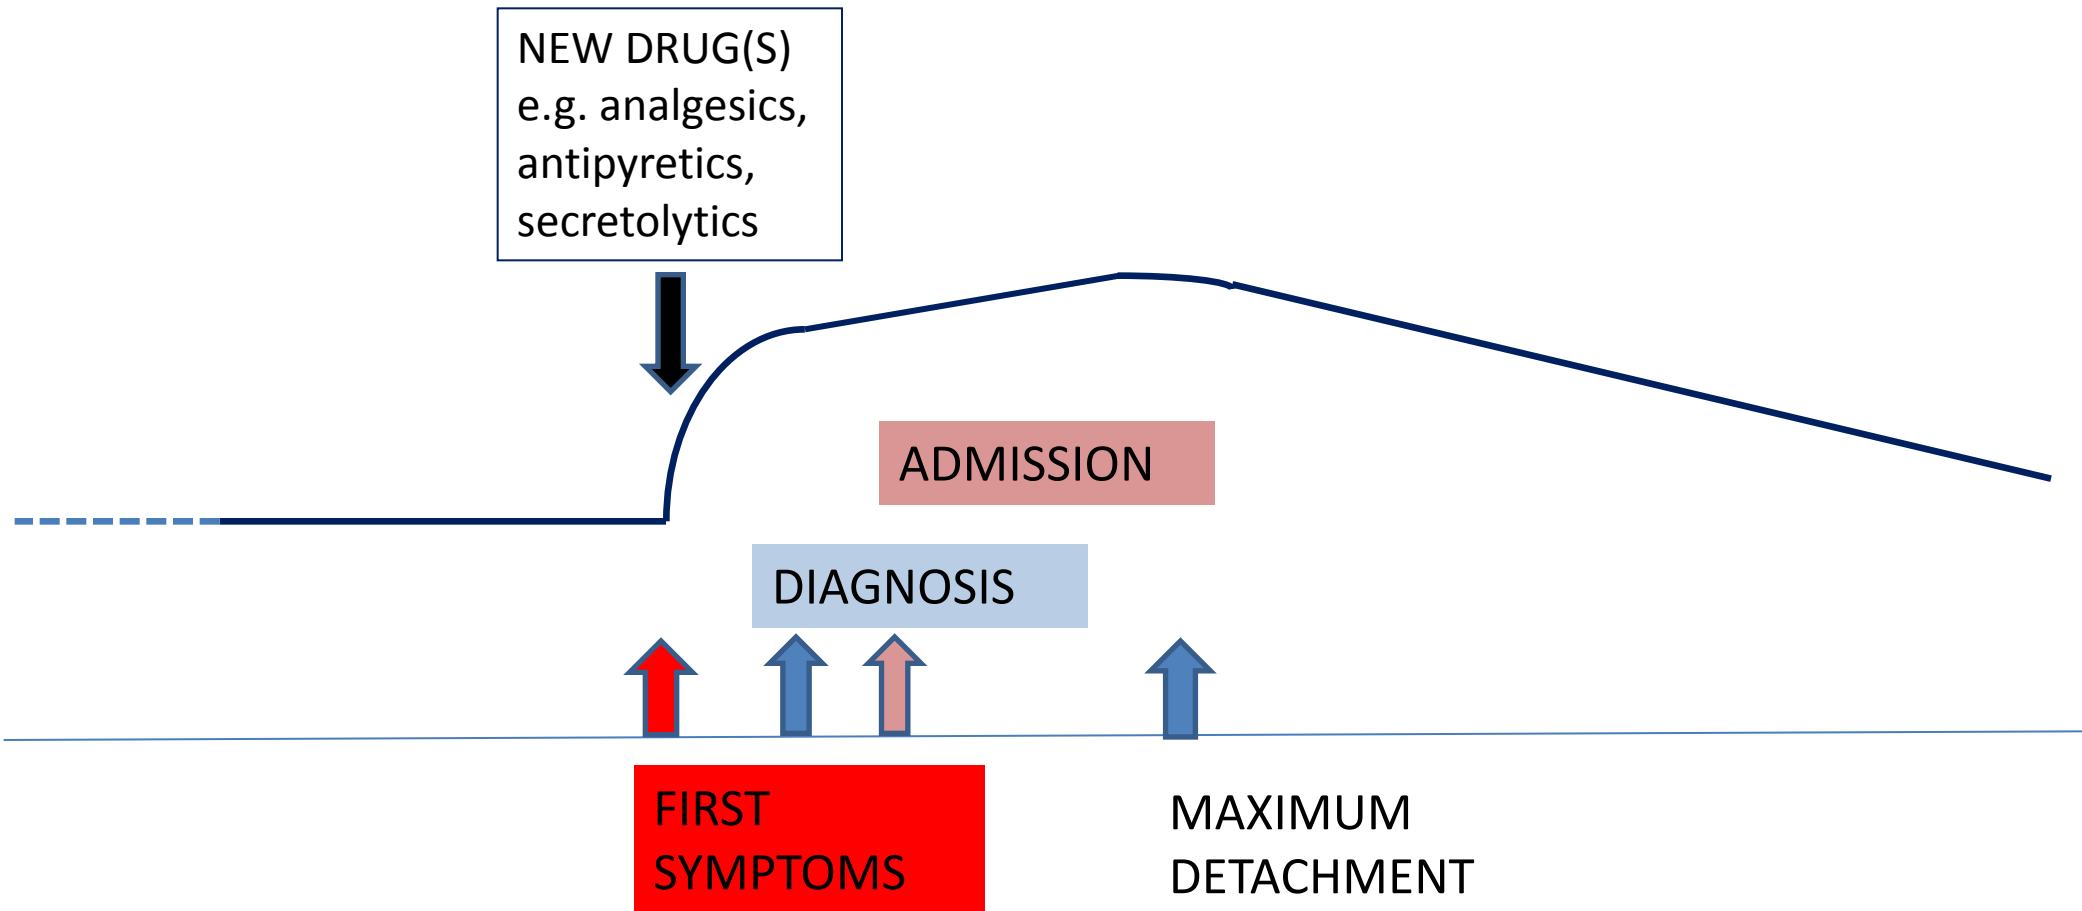 NEW DRUG(S)
e.g. analgesics,
antipyretics,
secretolytics
ADMISSION
DIAGNOSIS
FIRST
SYMPTOMS
MAXIMUM
DETACHMENT